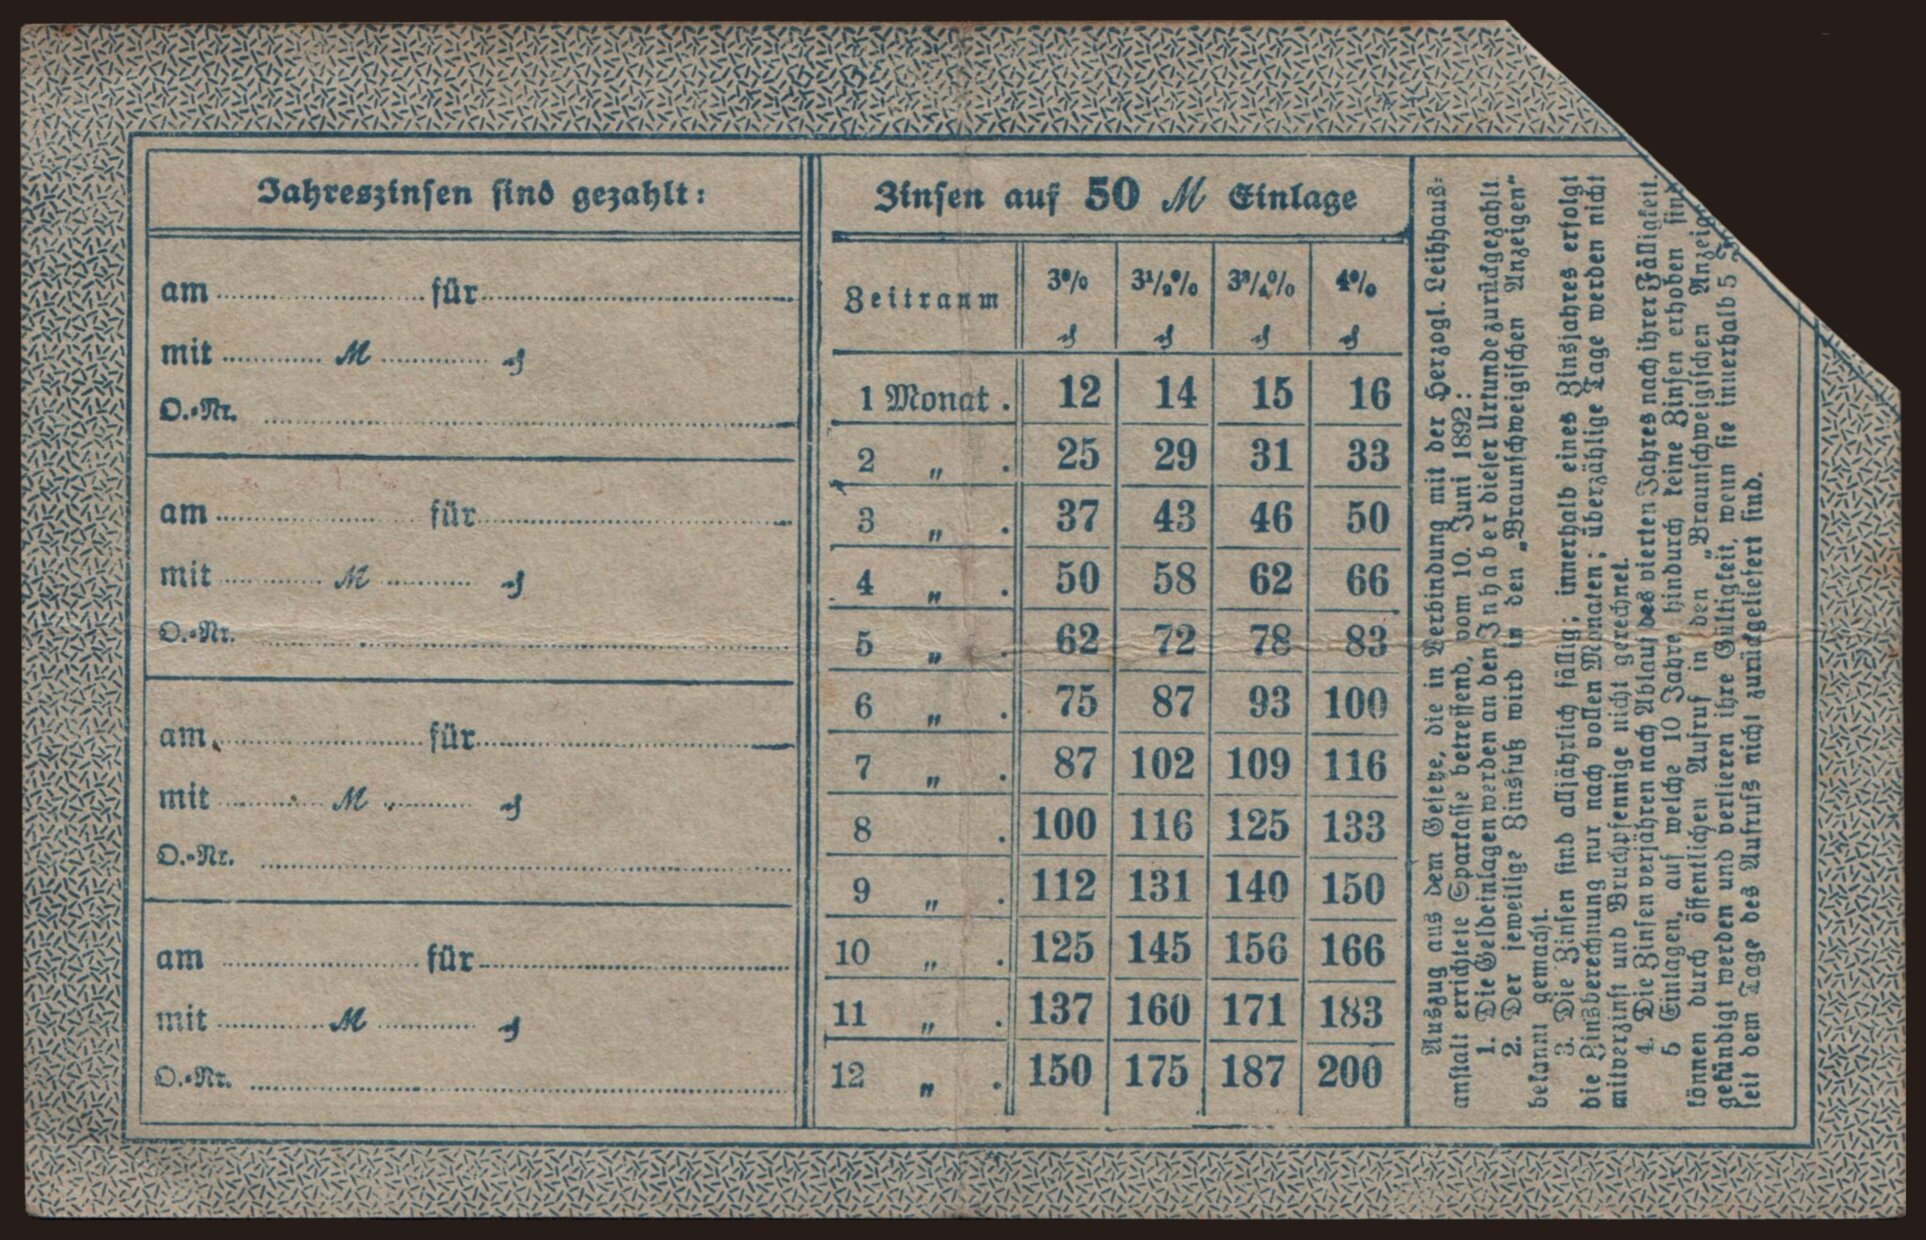 Jahreszinsen sind gezahlt:
am für
mit M ₰
O.-Nr.
am für
mit M ₰
O.-Nr.
am für
mit M ₰
O.-Nr.
am für
mit M ₰
O.-Nr.
Zinsen auf 50 M Einlage
Zeitraum 3% 3½% 3¾% 4%
₰ ₰ ₰ ₰
1 Monat . 12 14 15 16
2 „ . 25 29 31 33
3 „ . 37 43 46 50
4 „ . 50 58 62 66
5 „ . 62 72 78 83
6 „ . 75 87 93 100
7 „ . 87 102 109 116
8 . 100 116 125 133
9 „ . 112 131 140 150
10 „ . 125 145 156 166
11 „ . 137 160 171 183
12 „ . 150 175 187 200
Auszug aus dem Gesetze, die in Verbindung mit der Herzogl. Leihhaus-
anstalt errichtete Sparkasse betreffend, vom 10. Juni 1892:
1. Die Geldeinlagen werden an den Inhaber dieser Urkunde zurückgezahlt.
2. Der jeweilige Zinsfuß wird in den „Braunschweigischen Anzeigen“
bekannt gemacht.
3. Die Zinsen sind alljährlich fällig; innerhalb eines Zinsjahres erfolgt
die Zinsberechnung nur nach vollen Monaten; überzählige Tage werden nicht
mitverzinst und Bruchpfennige nicht gerechnet.
4. Die Zinsen verjähren nach Ablauf des vierten Jahres nach ihrer Fälligkeit.
5 Einlagen, auf welche 10 Jahre hindurch keine Zinsen erhoben sind
können durch öffentlichen Aufruf in den „Braunschweigischen Anzeig
gekündigt werden und verlieren ihre Gültigkeit, wenn sie innerhalb 5 J
seit dem Tage des Aufrufs nicht zurückgeliefert sind.